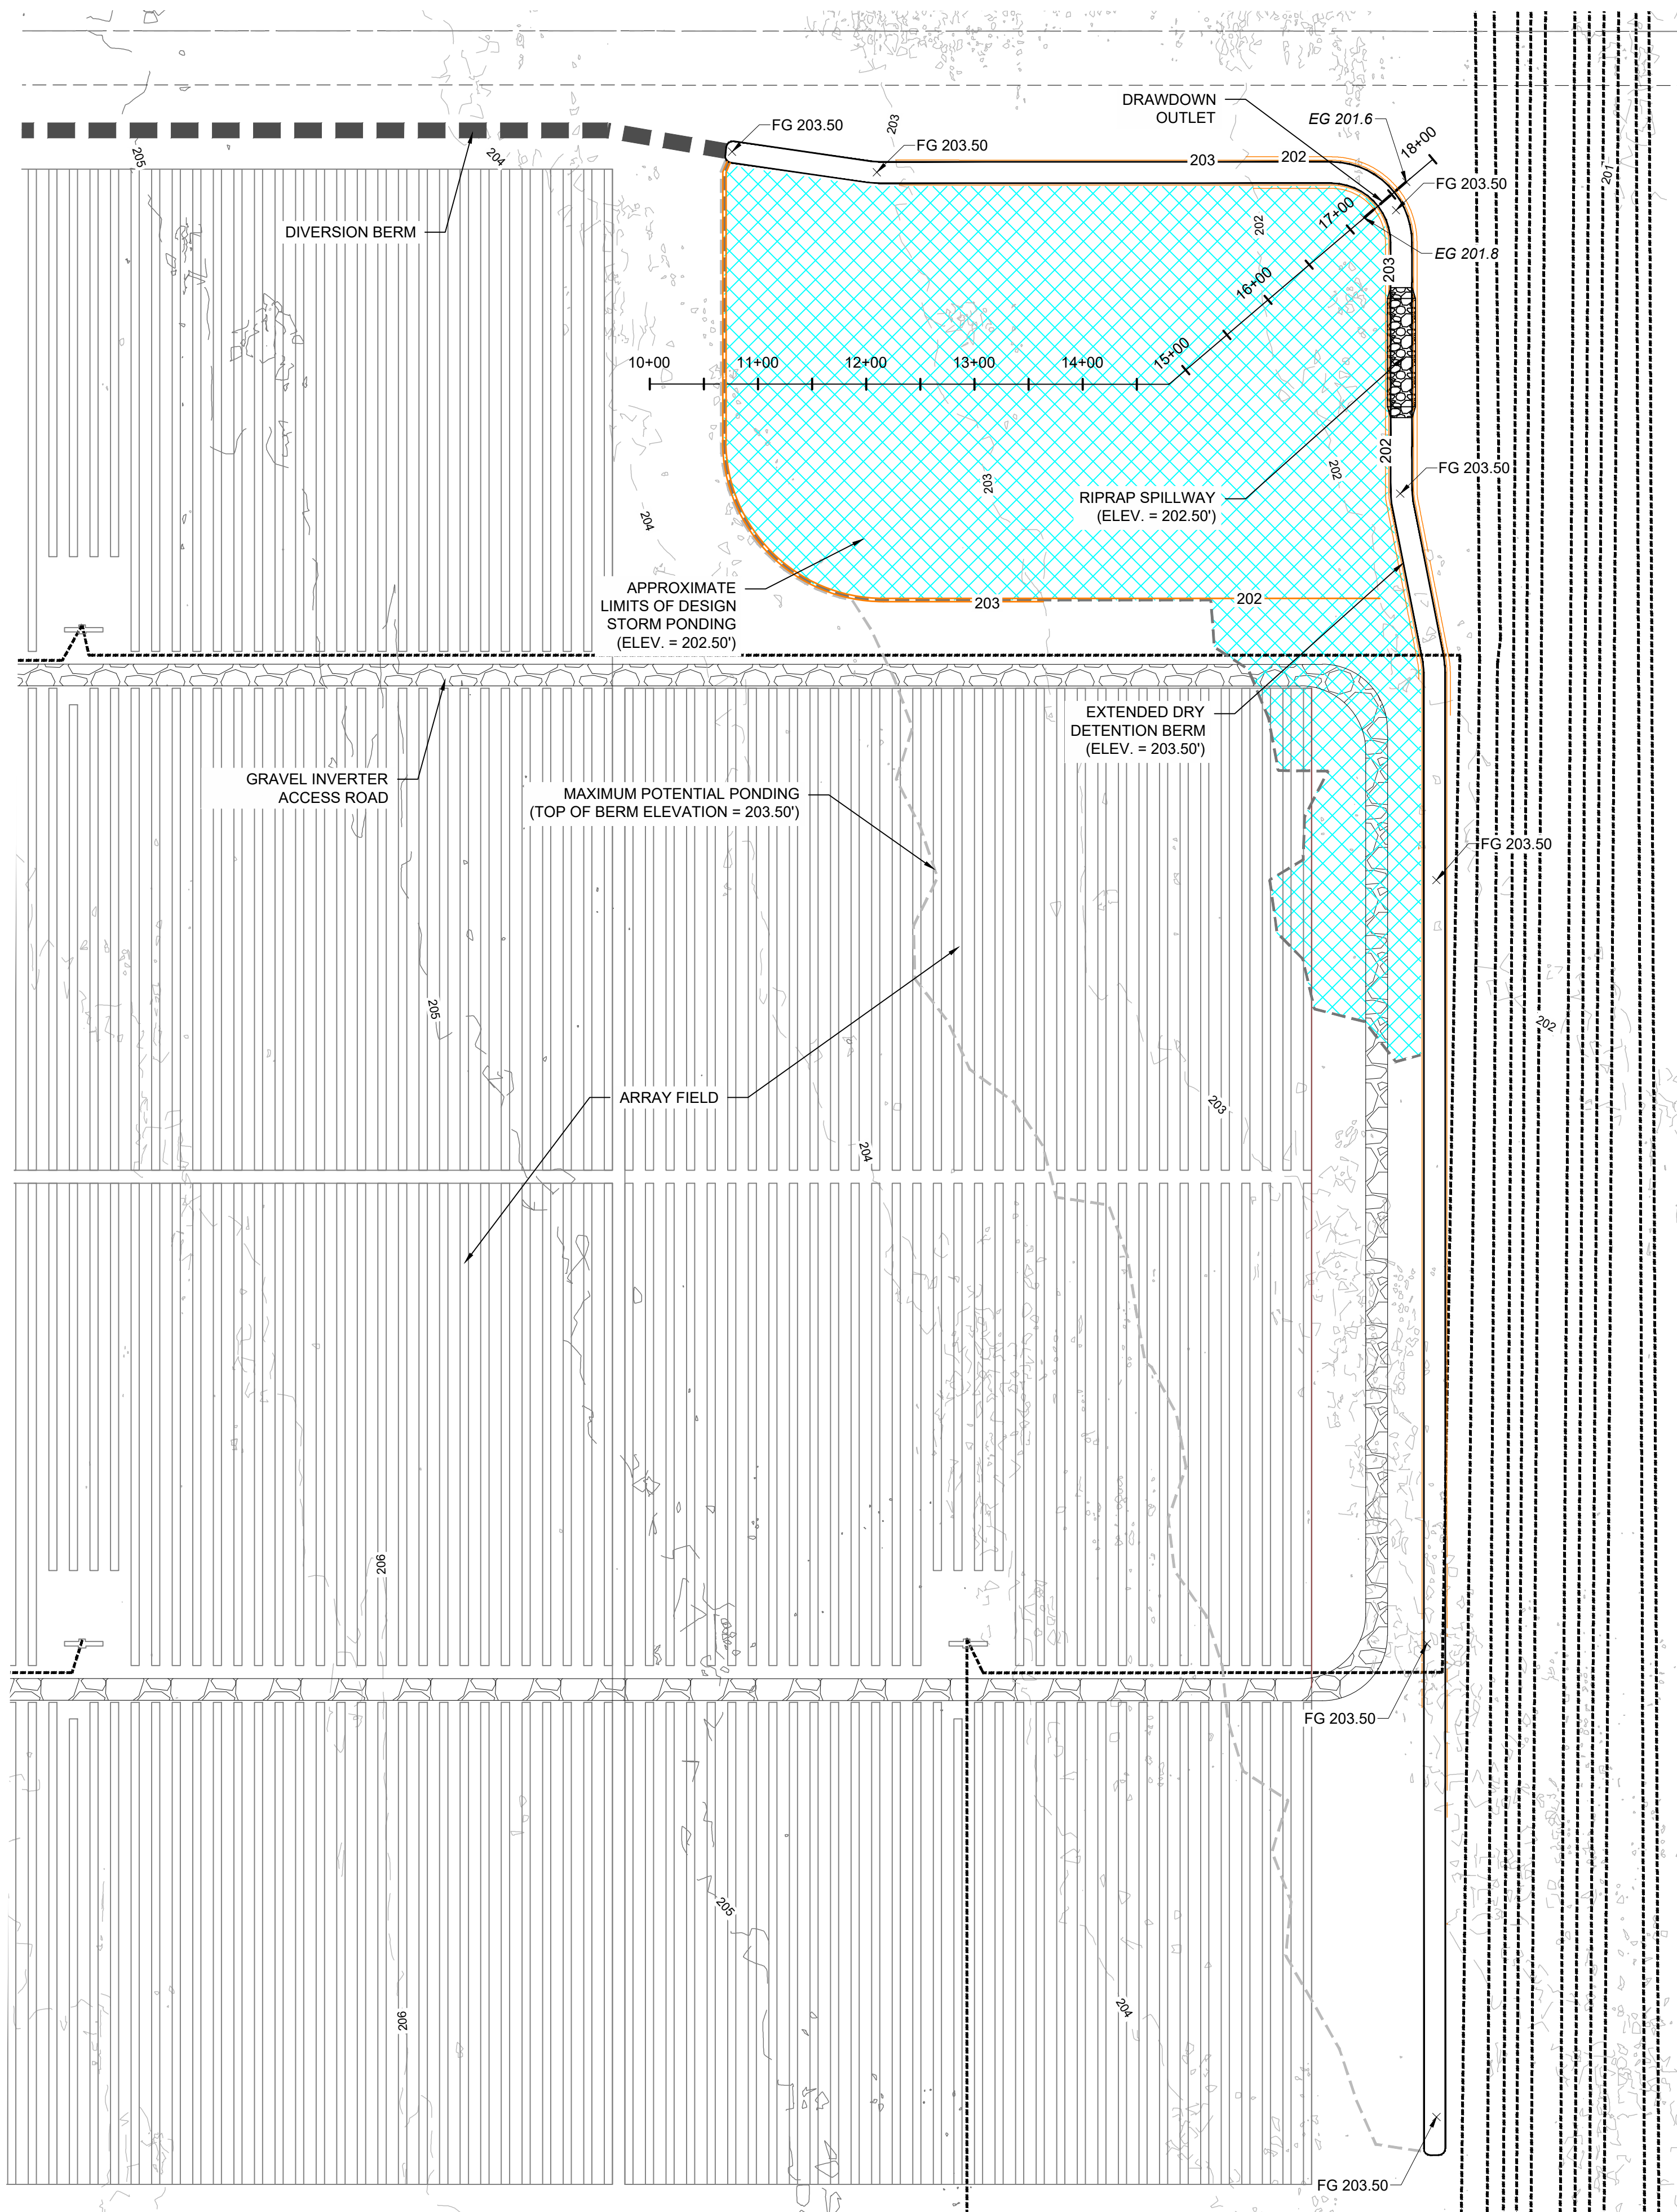 DRAWDOWN
OUTLET
EG 201.6
18+00
FG 203.50
203
FG 203.50
201
205
204
203
202
FG 203.50
DIVERSION BERM
17+00
202
EG 201.8
203
16+00
10+00
11+00
12+00
13+00
14+00
15+00
202
202
FG 203.50
203
RIPRAP SPILLWAY
(ELEV. = 202.50')
204
APPROXIMATE
LIMITS OF DESIGN
STORM PONDING
(ELEV. = 202.50')
203
202
EXTENDED DRY
DETENTION BERM
(ELEV. = 203.50')
GRAVEL INVERTER
ACCESS ROAD
MAXIMUM POTENTIAL PONDING
(TOP OF BERM ELEVATION = 203.50')
FG 203.50
205
202
ARRAY FIELD
203
204
206
FG 203.50
205
204
206
FG 203.50